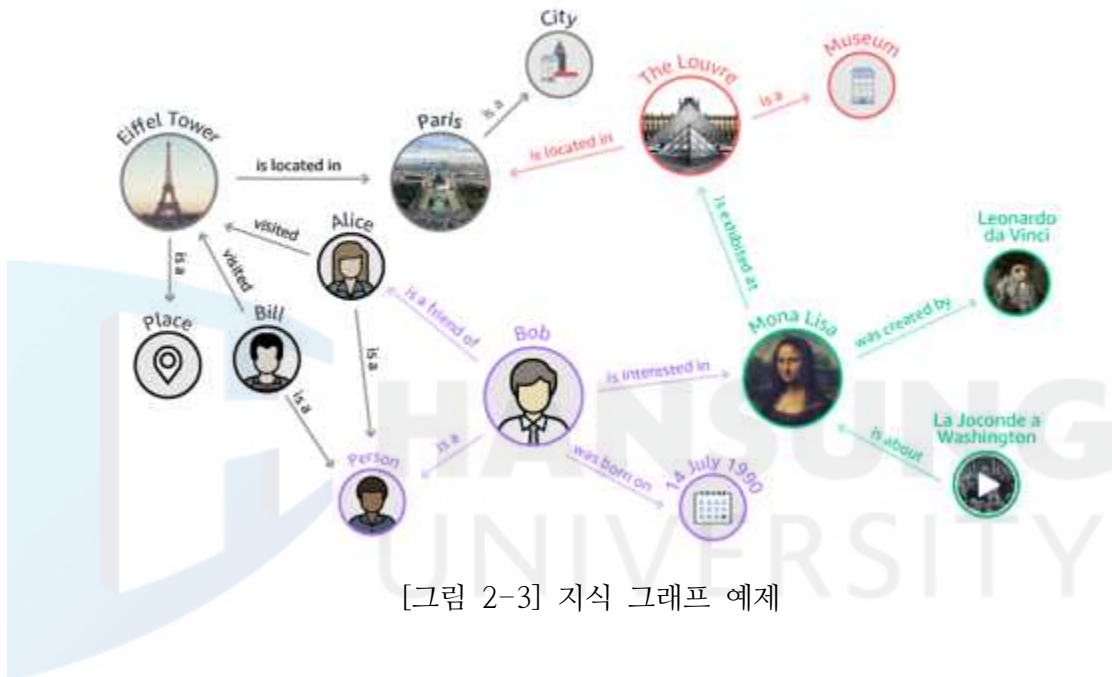 City
Museum
The Louvre
Eiffel Tower
Paris
is a
is a
is located in
is located in
Alice
visited
visited
is a
is exhibited at
Leonardo
da Vinci
Place
Bill
is a friend of
Bob
Mona Lisa
was created by
is a
is interested in
is a
La Joconde a
Washington
is about
Person
is a
was born on
14 July 1990
HANSUNG
UNIVERSITY
[그림 2-3] 지식 그래프 예제